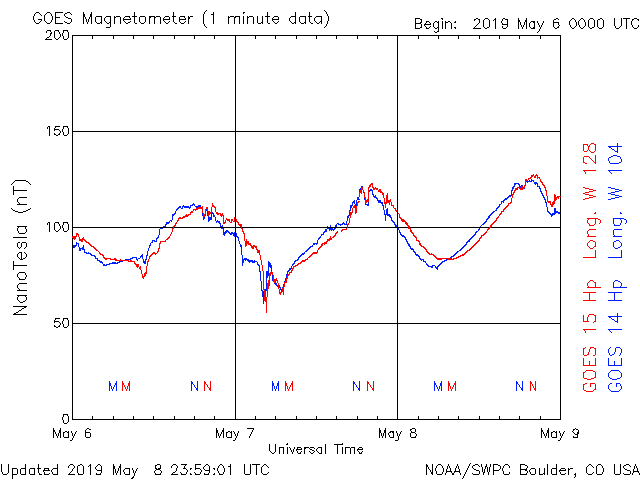 GOES Magnetometer (1 minute data)
Begin: 2019 May 6 0000 UTC
200
150
100
50
0
NanoTesla (nT)
M M N N M M N N M M N N
May 6 May 7 May 8 May 9
Universal Time
GOES 15 Hp Long. W 128
GOES 14 Hp Long. W 104
Updated 2019 May 8 23:59:01 UTC
NOAA/SWPC Boulder, CO USA